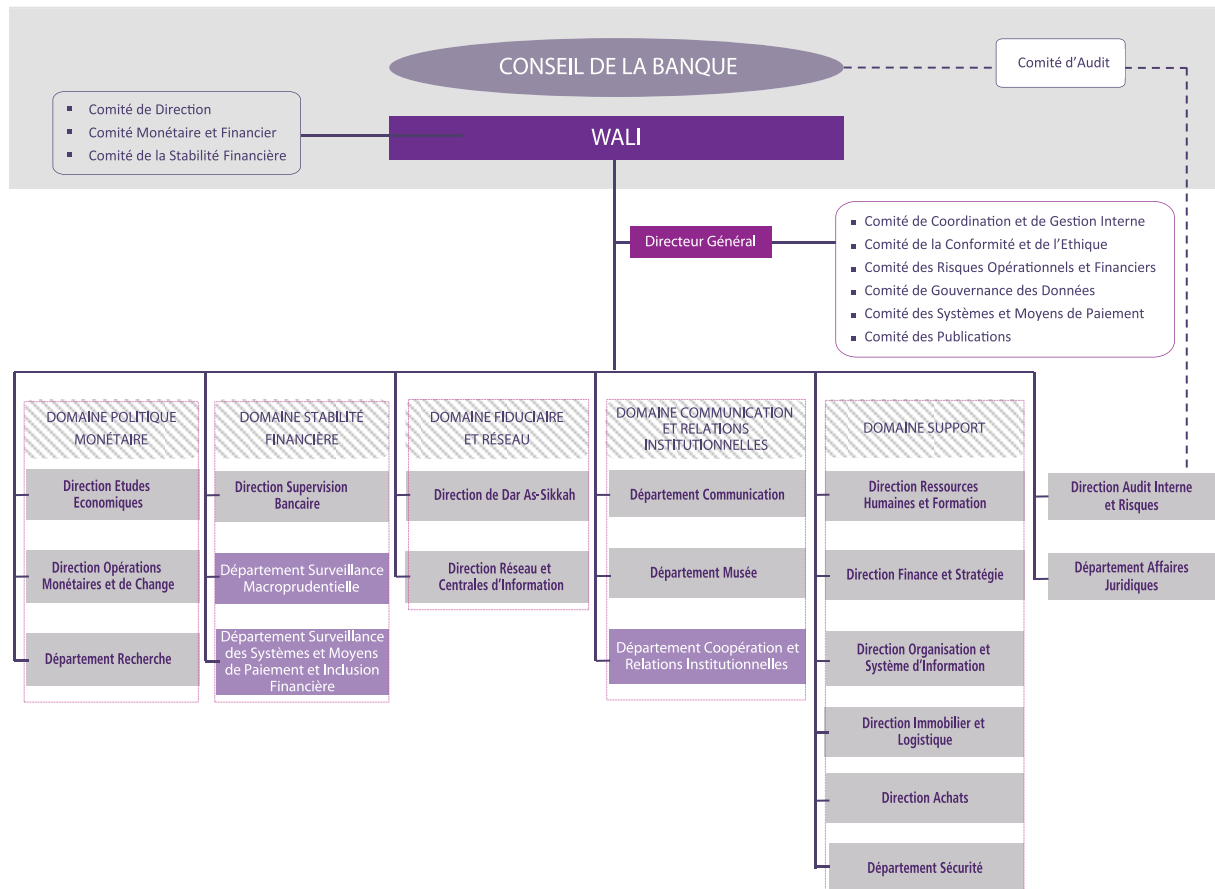 CONSEIL DE LA BANQUE
Comité d'Audit
Comité de Direction
Comité Monétaire et Financier
Comité de la Stabilité Financière
WALI
Directeur Général
Comité de Coordination et de Gestion Interne
Comité de la Conformité et de l'Ethique
Comité des Risques Opérationnels et Financiers
Comité de Gouvernance des Données
Comité des Systèmes et Moyens de Paiement
Comité des Publications
DOMAINE POLITIQUE
MONÉTAIRE
Direction Etudes
Economiques
Direction Opérations
Monétaires et de Change
Département Recherche
DOMAINE STABILITÉ
FINANCIÈRE
Direction Supervision
Bancaire
Département Surveillance
Macroprudentielle
Département Surveillance
des Systèmes et Moyens
de Paiement et Inclusion
Financière
DOMAINE FIDUCIAIRE
ET RÉSEAU
Direction de Dar As-Sikkah
Direction Réseau et
Centrales d'Information
DOMAINE COMMUNICATION
ET RELATIONS
INSTITUTIONNELLES
Département Communication
Département Musée
Département Coopération et
Relations Institutionnelles
DOMAINE SUPPORT
Direction Ressources
Humaines et Formation
Direction Finance et Stratégie
Direction Organisation et
Système d'Information
Direction Immobilier et
Logistique
Direction Achats
Département Sécurité
Direction Audit Interne
et Risques
Département Affaires
Juridiques